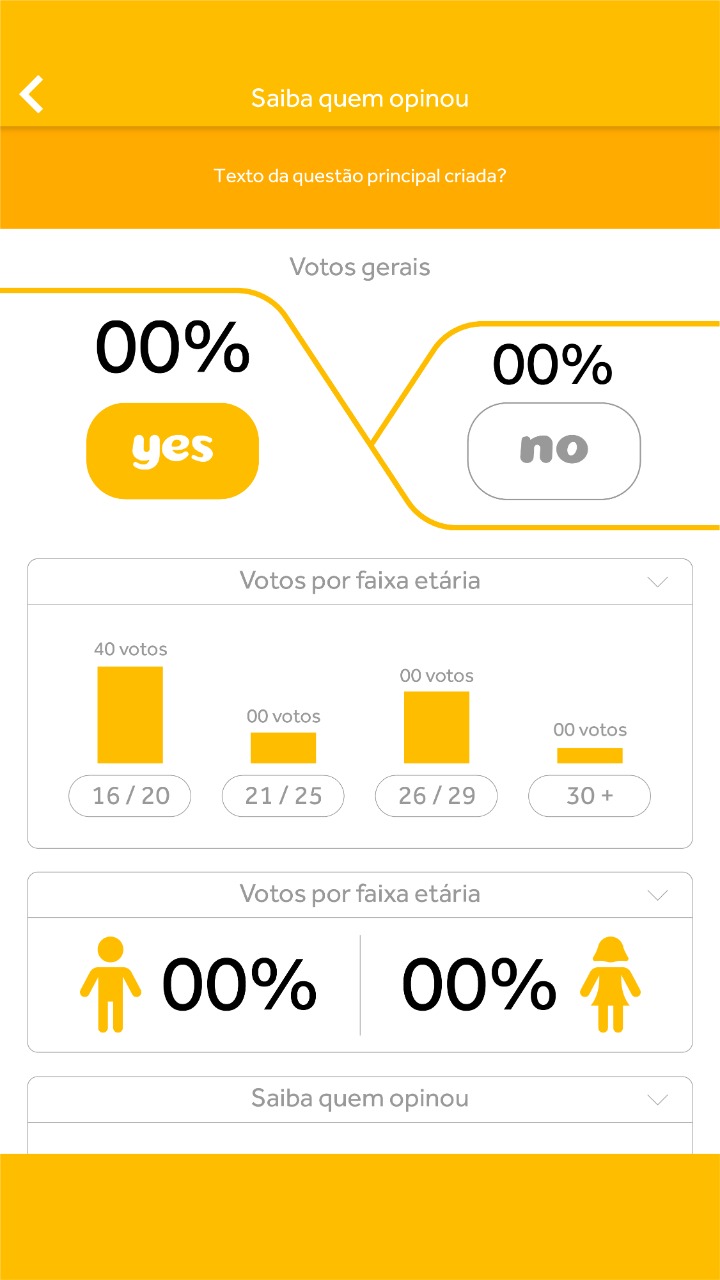 Saiba quem opinou
Texto da questão principal criada?
Votos gerais
00%
00%
yes
no
Votos por faixa etária
40 votos
00 votos
00 votos
00 votos
16 / 20
21 / 25
26 / 29
30 +
Votos por faixa etária
00%
00%
Saiba quem opinou